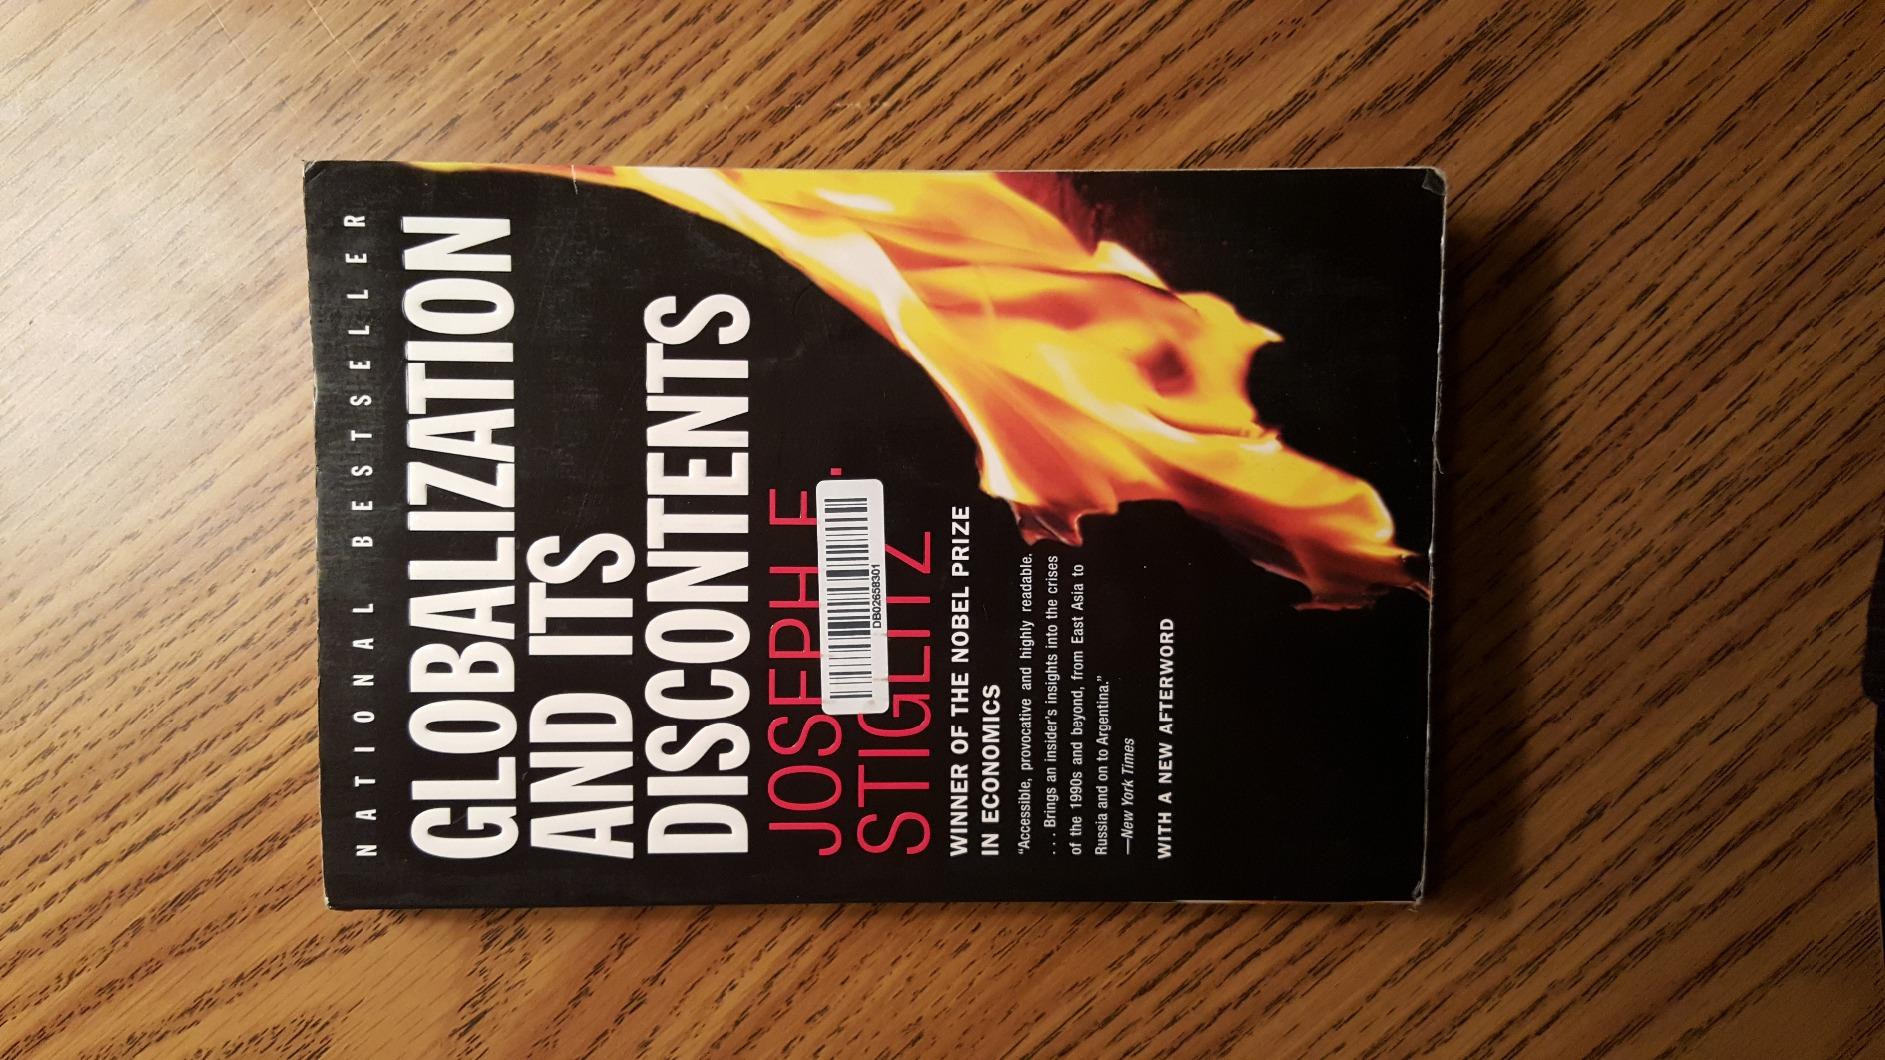 NATIONAL BESTSELLER
GLOBALIZATION
AND ITS
DISCONTENTS
JOSEPH E.
STIGLITZ
DB02658301
WINNER OF THE NOBEL PRIZE
IN ECONOMICS
“Accessible, provocative and highly readable.
. . . Brings an insider’s insights into the crises
of the 1990s and beyond, from East Asia to
Russia and on to Argentina.”
—New York Times
WITH A NEW AFTERWORD